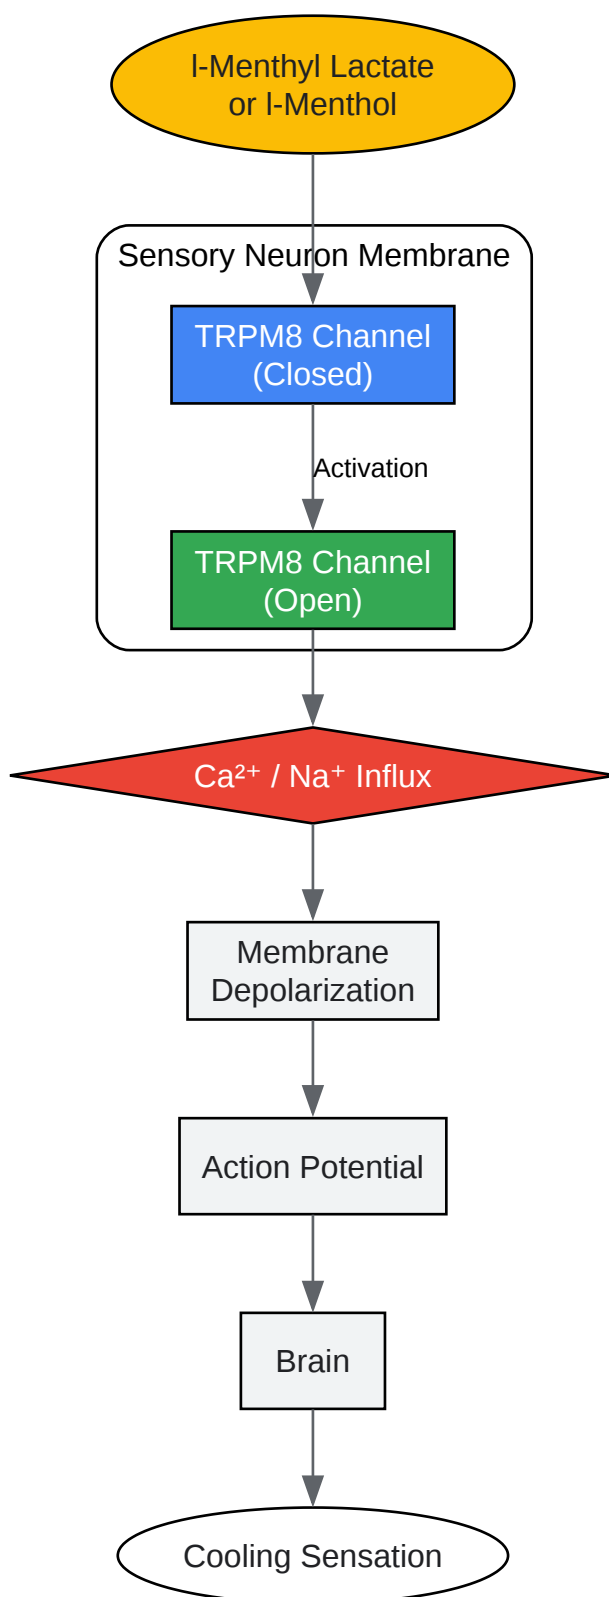 l-Menthyl Lactate
or l-Menthol
Sensory Neuron Membrane
TRPM8 Channel
(Closed)
Activation
TRPM8 Channel
(Open)
Ca²⁺ / Na⁺ Influx
Membrane
Depolarization
Action Potential
Brain
Cooling Sensation